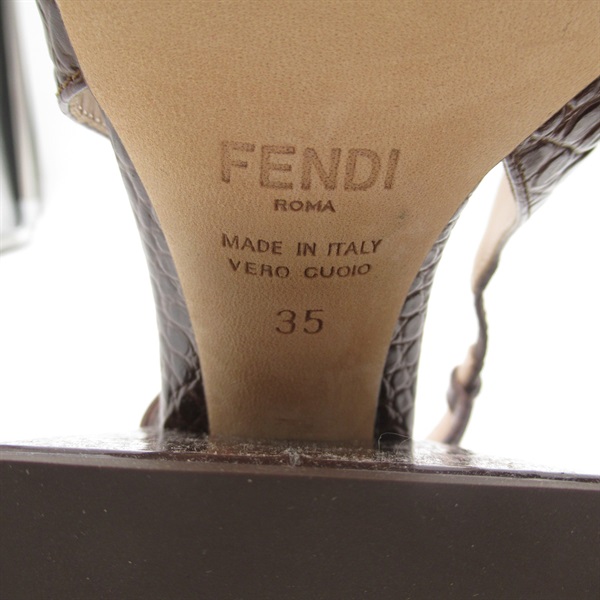 FENDI
ROMA
MADE IN ITALY
VERO CUOIO
35